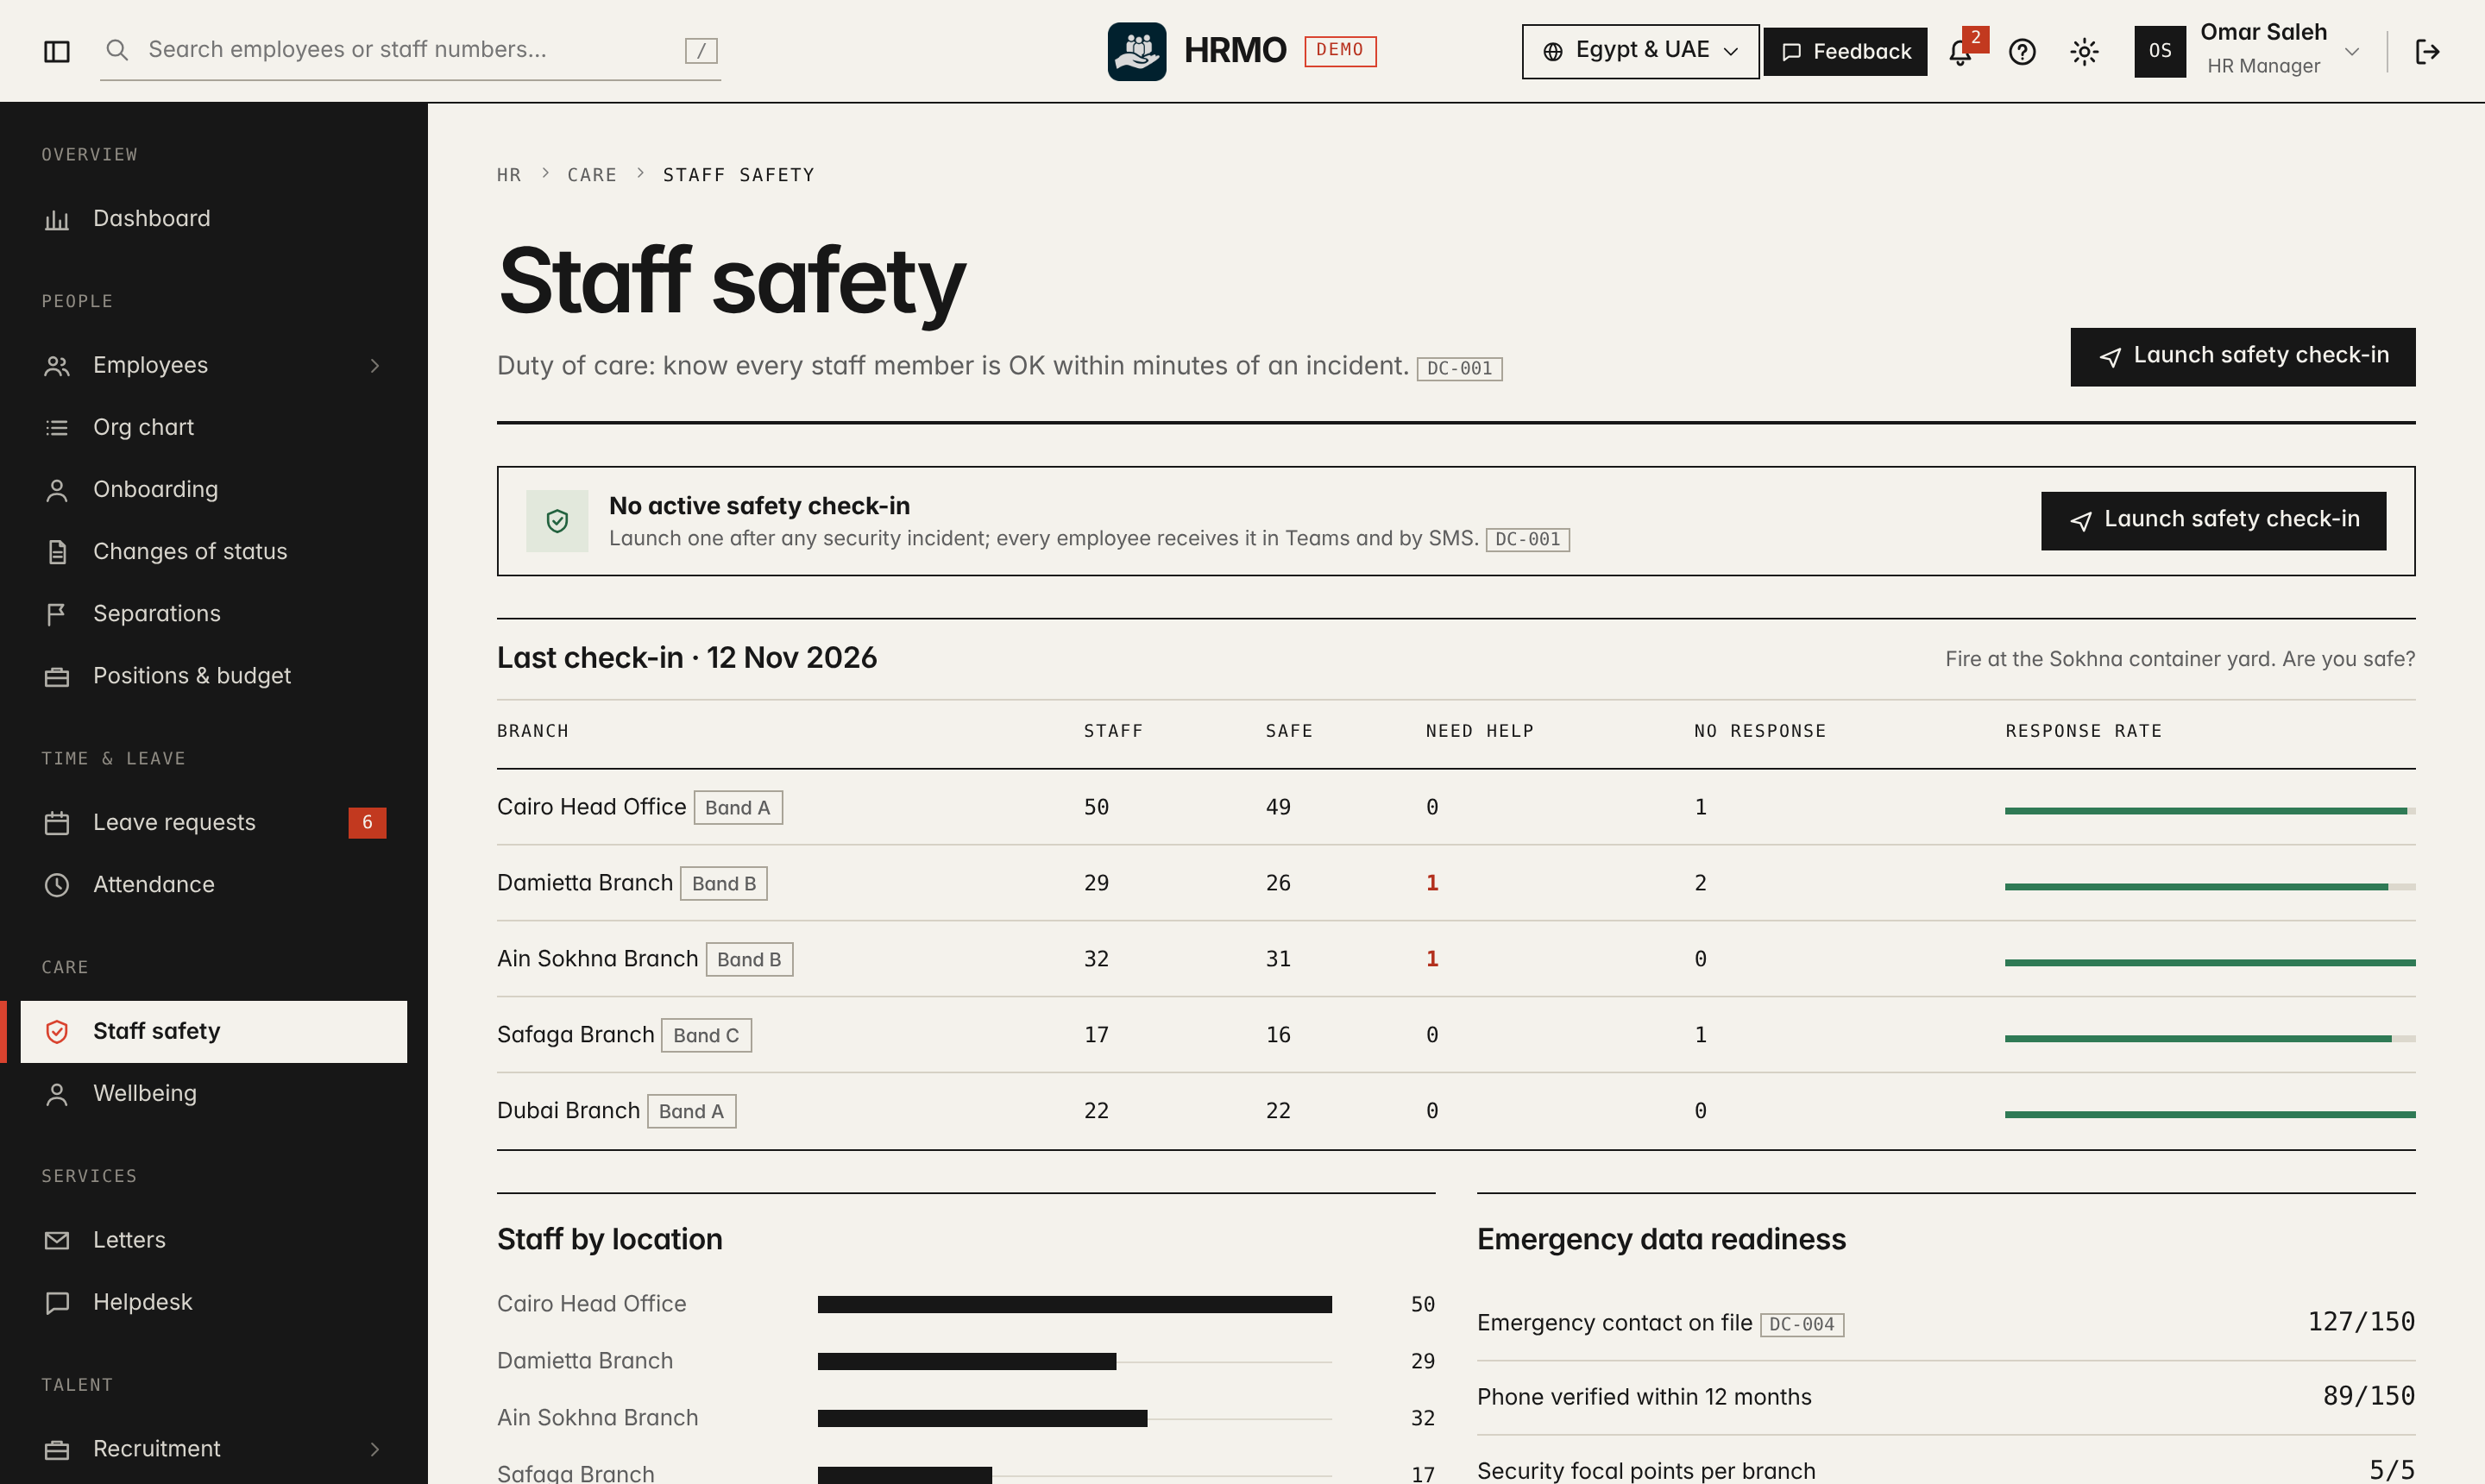 Search employees or staff numbers... /
HRMO DEMO
Egypt & UAE
Feedback
2
OS
Omar Saleh
HR Manager
OVERVIEW
Dashboard
PEOPLE
Employees
Org chart
Onboarding
Changes of status
Separations
Positions & budget
TIME & LEAVE
Leave requests 6
Attendance
CARE
Staff safety
Wellbeing
SERVICES
Letters
Helpdesk
TALENT
Recruitment
HR > CARE > STAFF SAFETY
Staff safety
Duty of care: know every staff member is OK within minutes of an incident. DC-001
Launch safety check-in
No active safety check-in
Launch one after any security incident; every employee receives it in Teams and by SMS. DC-001
Launch safety check-in
Last check-in · 12 Nov 2026
Fire at the Sokhna container yard. Are you safe?
BRANCH STAFF SAFE NEED HELP NO RESPONSE RESPONSE RATE
Cairo Head Office Band A 50 49 0 1
Damietta Branch Band B 29 26 1 2
Ain Sokhna Branch Band B 32 31 1 0
Safaga Branch Band C 17 16 0 1
Dubai Branch Band A 22 22 0 0
Staff by location
Cairo Head Office 50
Damietta Branch 29
Ain Sokhna Branch 32
Safaga Branch 17
Emergency data readiness
Emergency contact on file DC-004 127/150
Phone verified within 12 months 89/150
Security focal points per branch 5/5